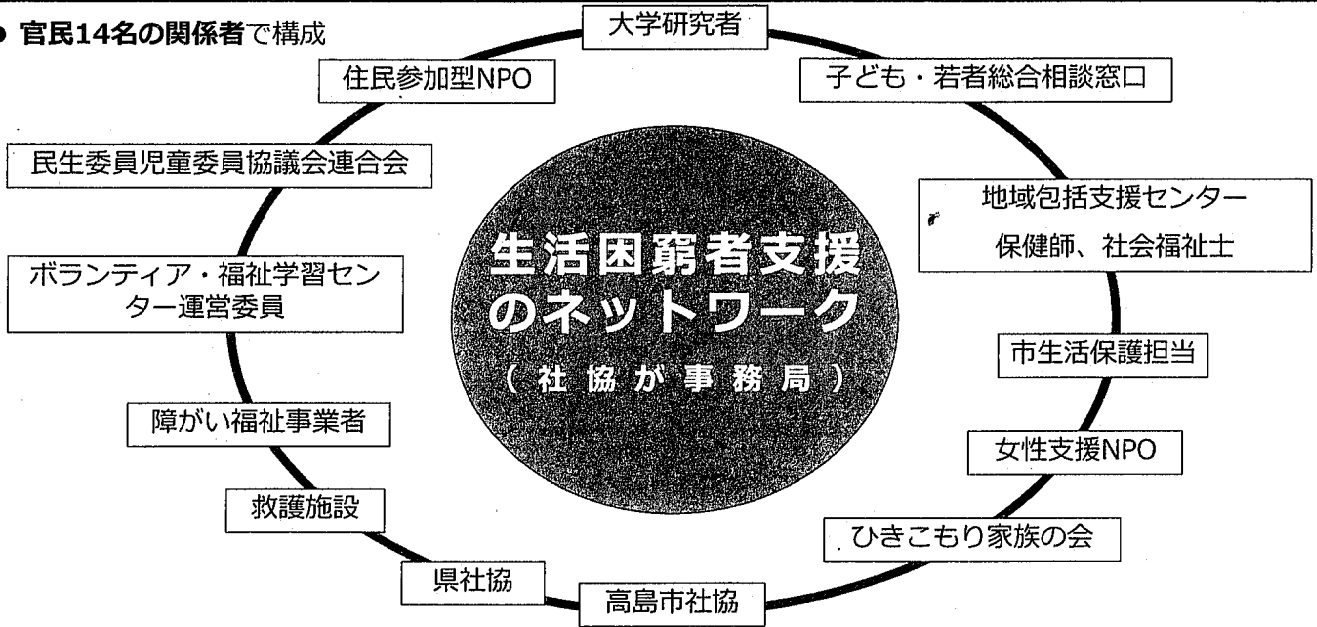 ● 官民14名の関係者で構成
大学研究者
住民参加型NPO
子ども・若者総合相談窓口
民生委員児童委員協議会連合会
地域包括支援センター
保健師、社会福祉士
生活困窮者支援
のネットワーク
(社協が事務局)
ボランティア・福祉学習セン
ター運営委員
市生活保護担当
障がい福祉事業者
女性支援NPO
救護施設
ひきこもり家族の会
県社協
高島市社協